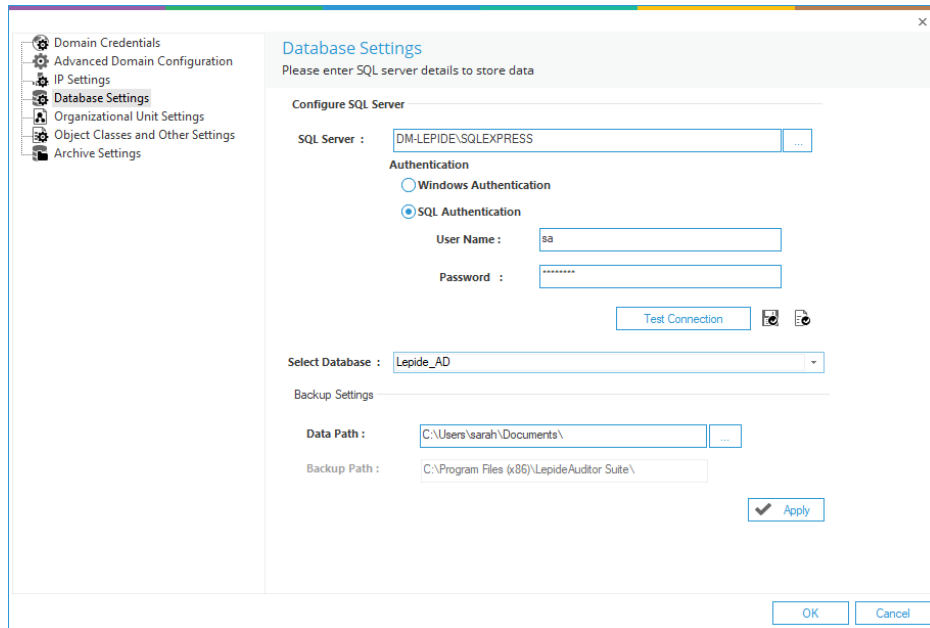 Domain Credentials
Advanced Domain Configuration
IP Settings
Database Settings
Organizational Unit Settings
Object Classes and Other Settings
Archive Settings
Database Settings
Please enter SQL server details to store data
Configure SQL Server
SQL Server :
DM-LEPIDE\SQLEXPRESS
...
Authentication
Windows Authentication
SQL Authentication
User Name :
sa
Password :
********
Test Connection
Select Database :
Lepide_AD
Backup Settings
Data Path :
C:\Users\sarah\Documents\
...
Backup Path :
C:\Program Files (x86)\LepideAuditor Suite\
Apply
OK
Cancel